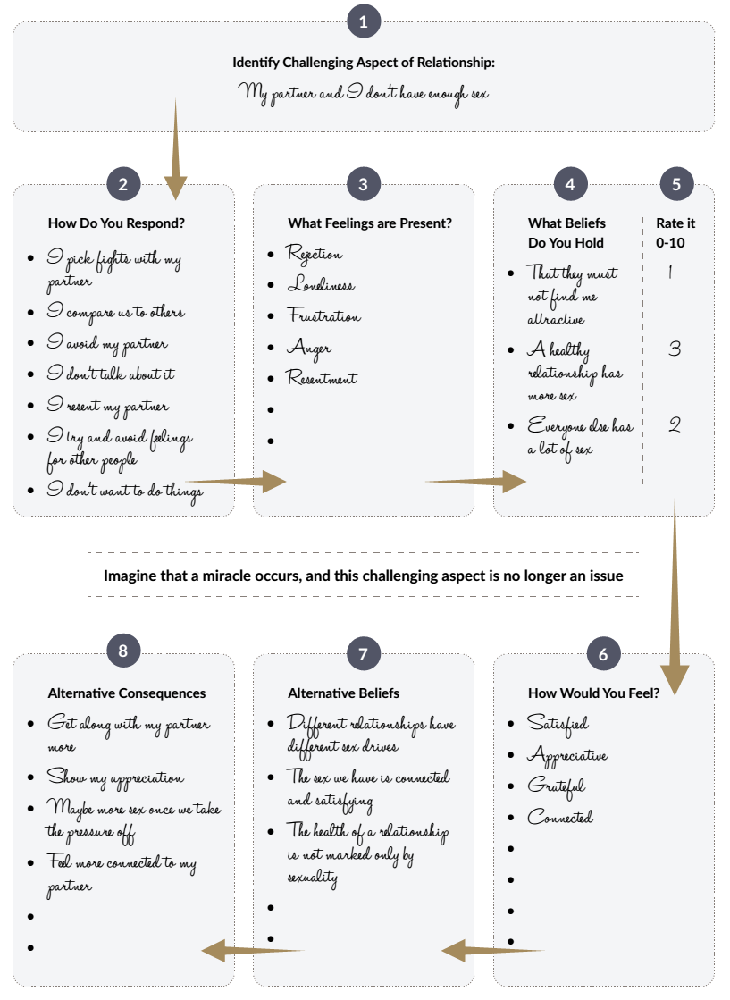 1
Identify Challenging Aspect of Relationship:
My partner and I don't have enough sex
2
How Do You Respond?
• I pick fights with my
partner
• I compare us to others
• I avoid my partner
• I don't talk about it
• I resent my partner
• I try and avoid feelings
for other people
• I don't want to do things
3
What Feelings are Present?
• Rejection
• Loneliness
• Frustration
• Anger
• Resentment
•
•
4
What Beliefs
Do You Hold
• That they must
not find me
attractive
• A healthy
relationship has
more sex
• Everyone else has
a lot of sex
5
Rate it
0-10
1
3
2
Imagine that a miracle occurs, and this challenging aspect is no longer an issue
8
Alternative Consequences
• Get along with my partner
more
• Show my appreciation
• Maybe more sex once we take
the pressure off
• Feel more connected to my
partner
•
•
7
Alternative Beliefs
• Different relationships have
different sex drives
• The sex we have is connected
and satisfying
• The health of a relationship
is not marked only by
sexuality
•
•
6
How Would You Feel?
• Satisfied
• Appreciative
• Grateful
• Connected
•
•
•
•